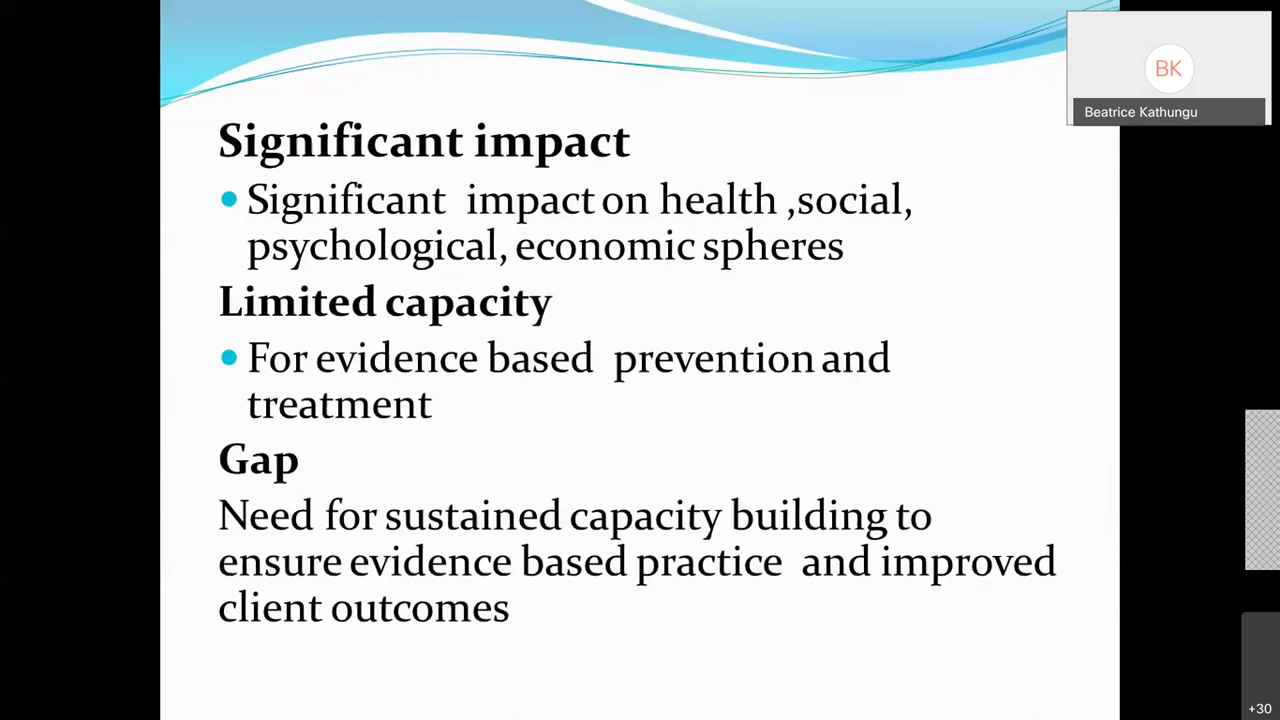 BK
Beatrice Kathungu
Significant impact
• Significant impact on health ,social,
psychological, economic spheres
Limited capacity
• For evidence based prevention and
treatment
Gap
Need for sustained capacity building to
ensure evidence based practice and improved
client outcomes
+30